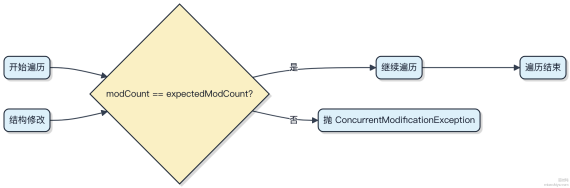 开始遍历
结构修改
modCount == expectedModCount?
是
否
继续遍历
抛 ConcurrentModificationException
遍历结束